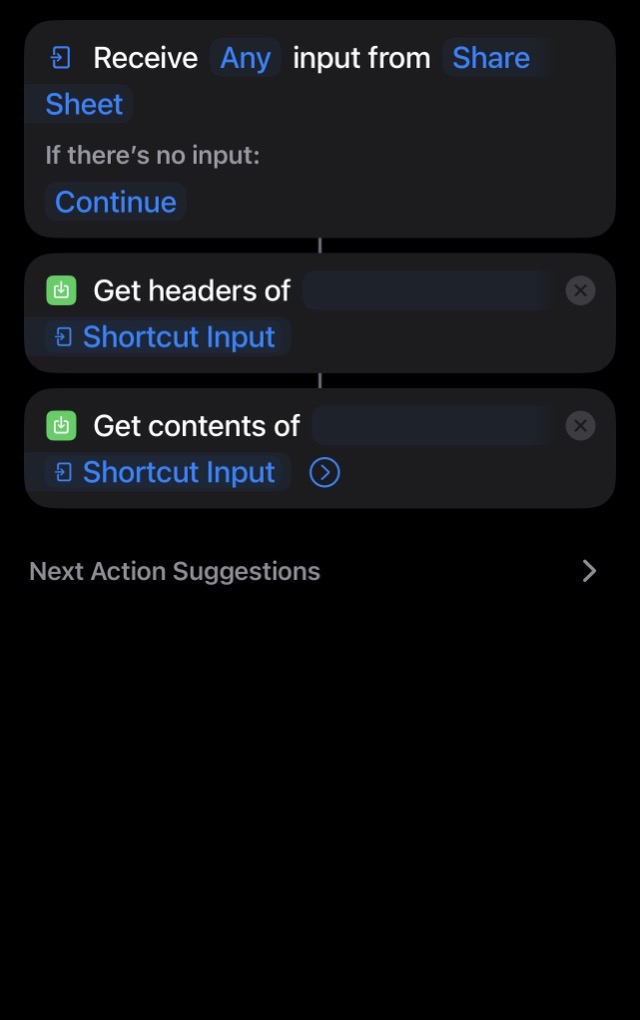 Receive Any input from Share
Sheet
If there’s no input:
Continue
Get headers of
Shortcut Input
Get contents of
Shortcut Input
Next Action Suggestions